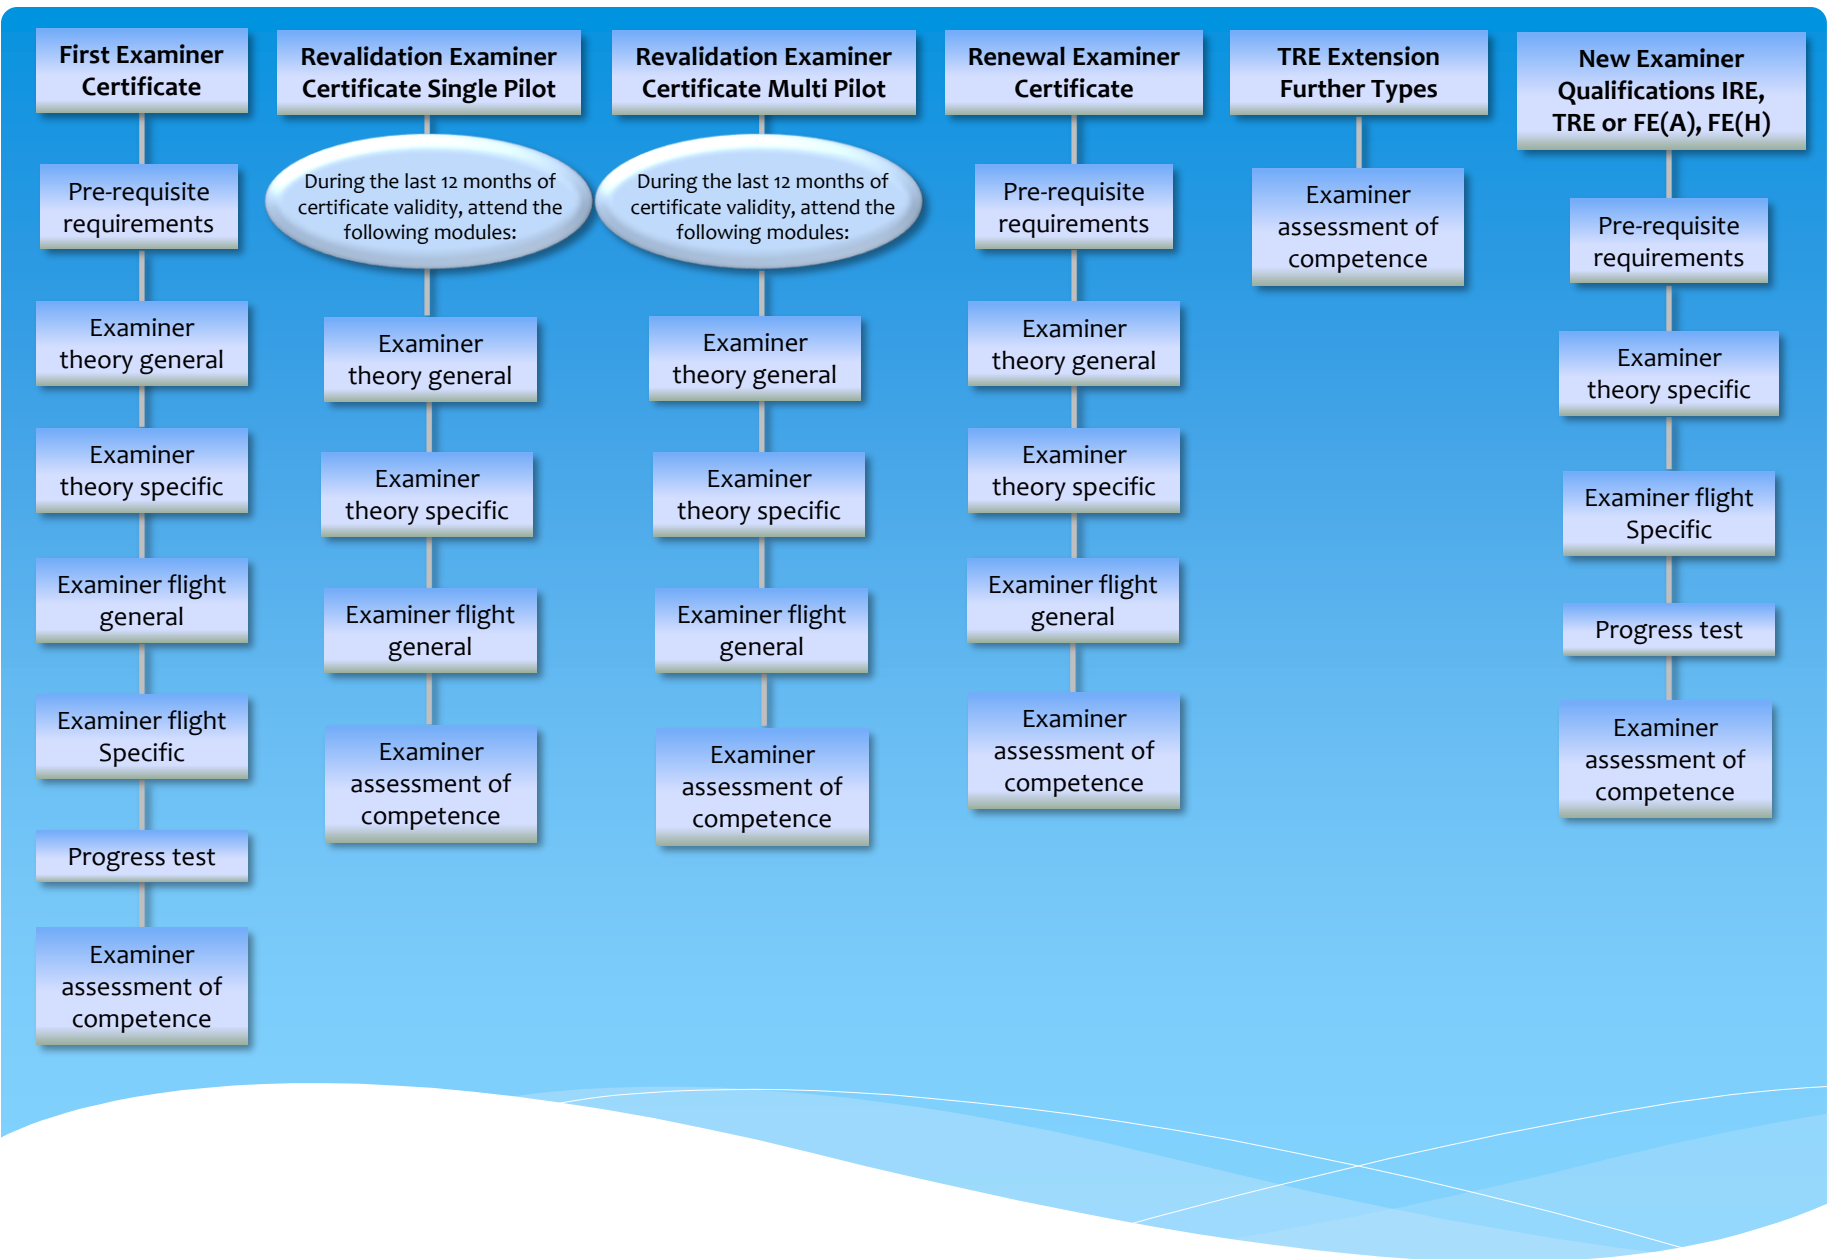 First Examiner
Certificate
Pre-requisite
requirements
Examiner
theory general
Examiner
theory specific
Examiner flight
general
Examiner flight
Specific
Progress test
Examiner
assessment of
competence
Revalidation Examiner
Certificate Single Pilot
During the last 12 months of
certificate validity, attend the
following modules:
Examiner
theory general
Examiner
theory specific
Examiner flight
general
Examiner
assessment of
competence
Revalidation Examiner
Certificate Multi Pilot
During the last 12 months of
certificate validity, attend the
following modules:
Examiner
theory general
Examiner
theory specific
Examiner flight
general
Examiner
assessment of
competence
Renewal Examiner
Certificate
Pre-requisite
requirements
Examiner
theory general
Examiner
theory specific
Examiner flight
general
Examiner
assessment of
competence
TRE Extension
Further Types
Examiner
assessment of
competence
New Examiner
Qualifications IRE,
TRE or FE(A), FE(H)
Pre-requisite
requirements
Examiner
theory specific
Examiner flight
Specific
Progress test
Examiner
assessment of
competence